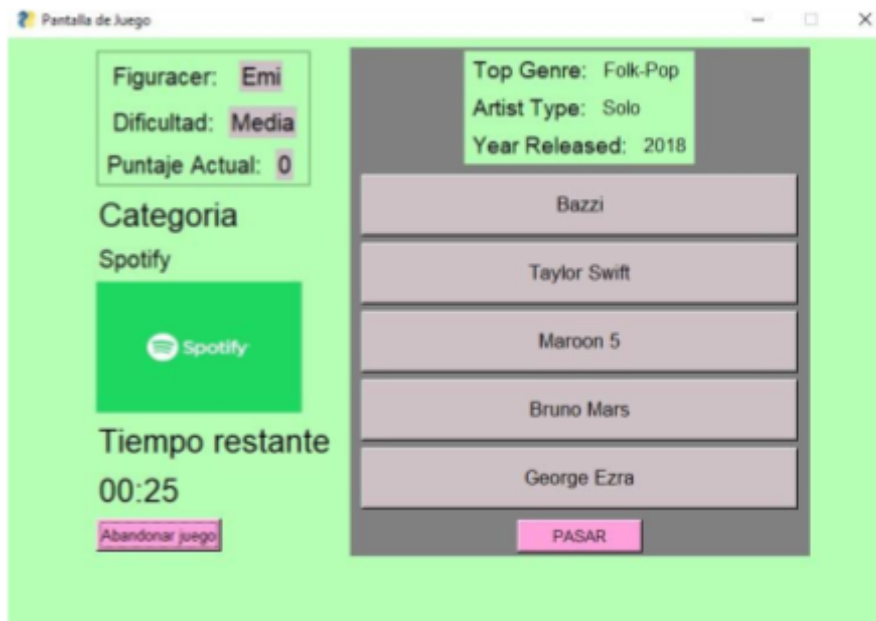 Pantalla de Juego
Figuracer: Emi
Dificultad: Media
Puntaje Actual: 0
Categoria
Spotify
Spotify
Tiempo restante
00:25
Abandonar juego
Top Genre: Folk-Pop
Artist Type: Solo
Year Released: 2018
Bazzi
Taylor Swift
Maroon 5
Bruno Mars
George Ezra
PASAR